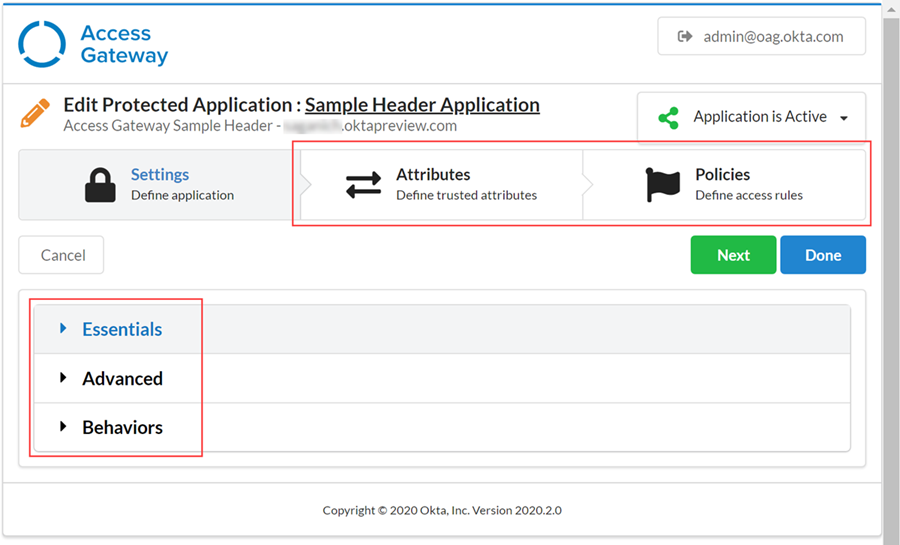 Access
Gateway
admin@oag.okta.com
Edit Protected Application : Sample Header Application
Access Gateway Sample Header - .oktapreview.com
Application is Active
Settings
Define application
Attributes
Define trusted attributes
Policies
Define access rules
Cancel
Next
Done
Essentials
Advanced
Behaviors
Copyright © 2020 Okta, Inc. Version 2020.2.0